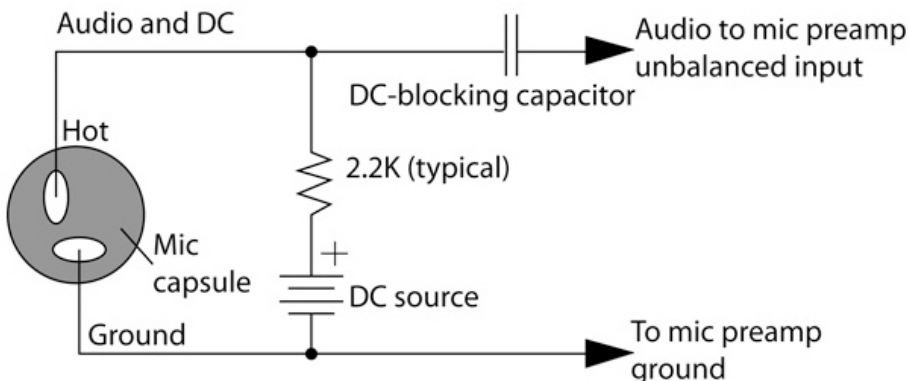 Audio and DC
Audio to mic preamp
unbalanced input
DC-blocking capacitor
Hot
2.2K (typical)
Mic
capsule
+
DC source
Ground
To mic preamp
ground